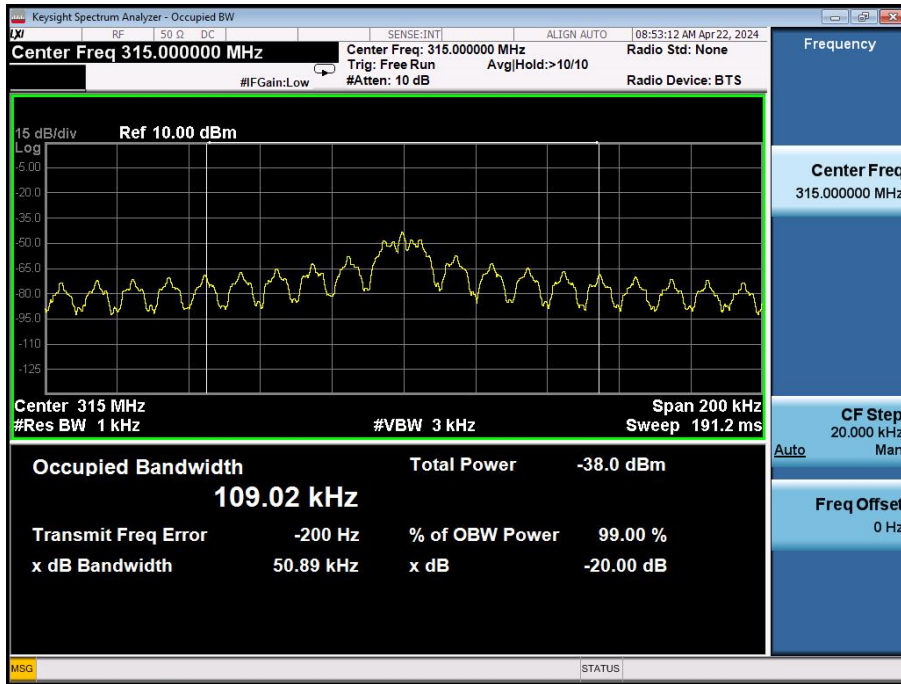 Keysight Spectrum Analyzer - Occupied BW
LXI RF 50 Ω DC SENSE:INT ALIGN AUTO 08:53:12 AM Apr 22, 2024
Center Freq 315.000000 MHz
Center Freq: 315.000000 MHz Radio Std: None
Trig: Free Run Avg|Hold:>10/10
#IFGain:Low #Atten: 10 dB Radio Device: BTS
15 dB/div Ref 10.00 dBm
Log
-5.00
-20.0
-35.0
-50.0
-65.0
-80.0
-95.0
-110
-125
Center 315 MHz Span 200 kHz
#Res BW 1 kHz #VBW 3 kHz Sweep 191.2 ms
Occupied Bandwidth Total Power -38.0 dBm
109.02 kHz
Transmit Freq Error -200 Hz % of OBW Power 99.00 %
x dB Bandwidth 50.89 kHz x dB -20.00 dB
MSG STATUS
Frequency
Center Freq
315.000000 MHz
CF Step
20.000 kHz
Auto Man
Freq Offset
0 Hz